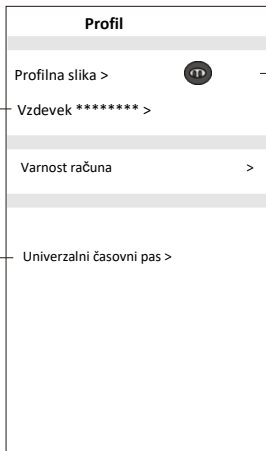 Profil
Profilna slika >
Vzdevek ******** >
Varnost računa >
Univerzalni časovni pas >